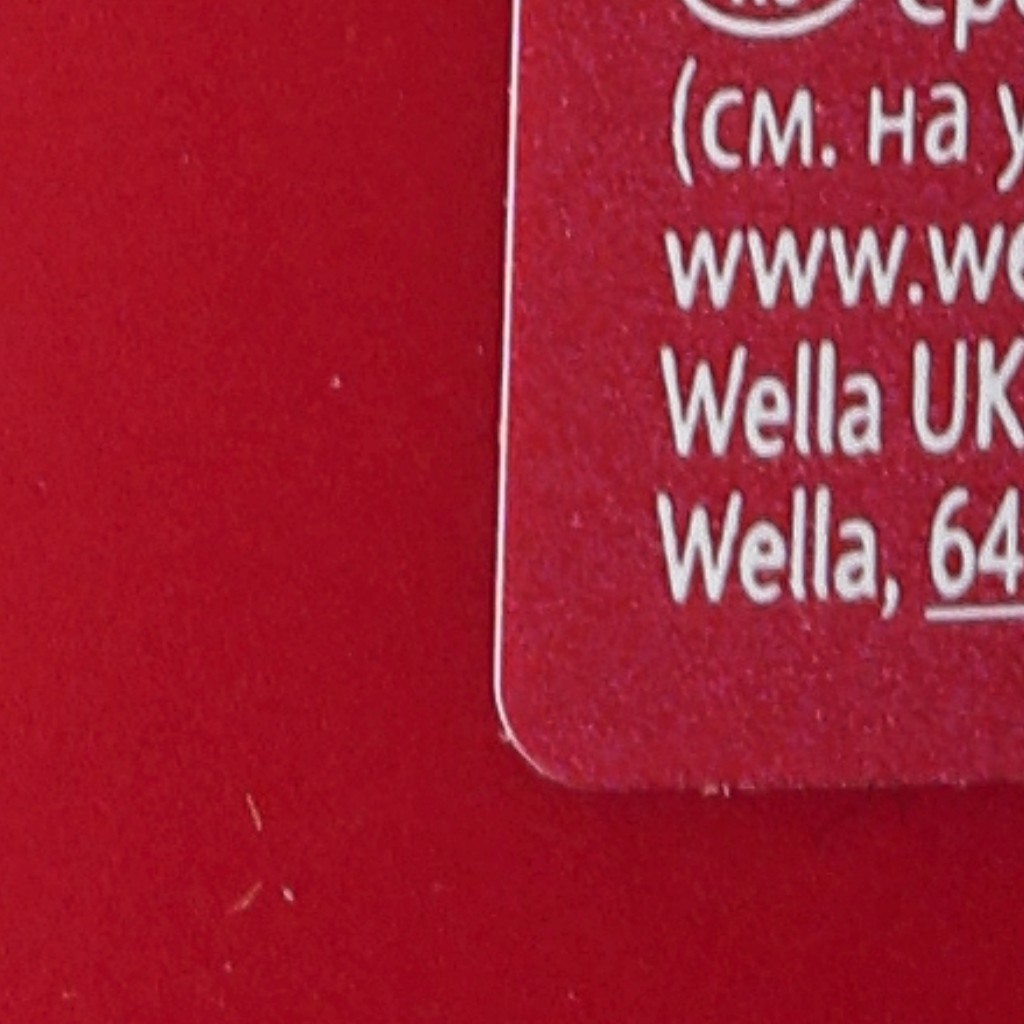 (см. на
www.we
Wella UK
Wella, 64